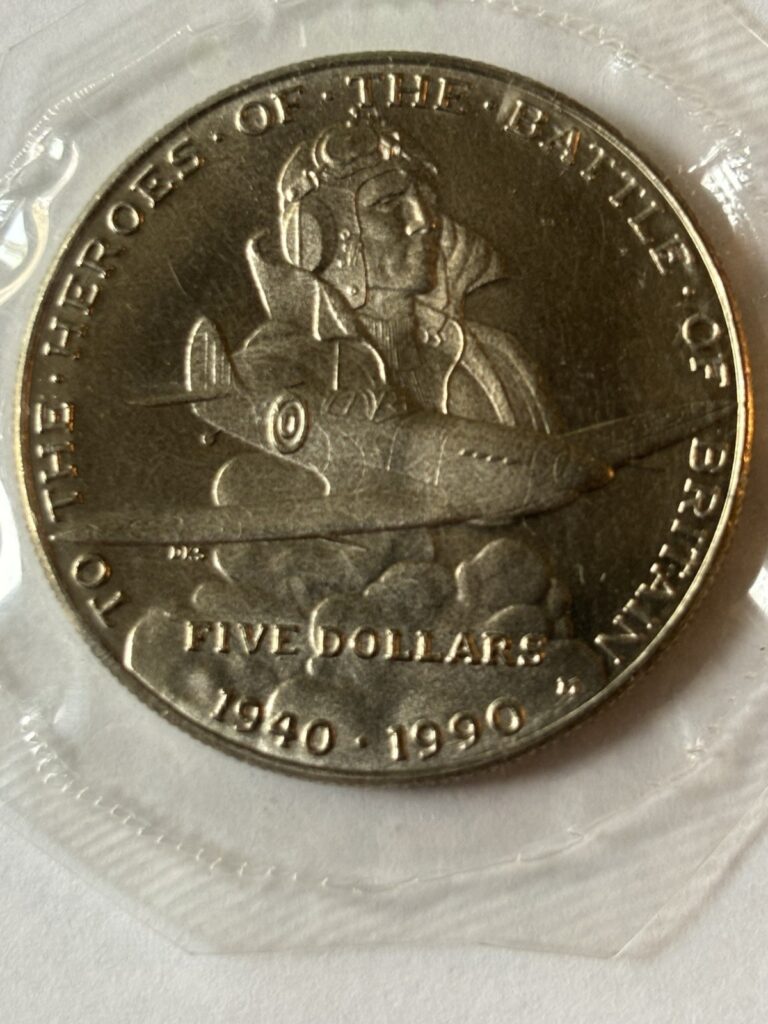 TO · THE · HEROES · OF · THE · BATTLE · OF · BRITAIN
FIVE DOLLARS
1940 · 1990